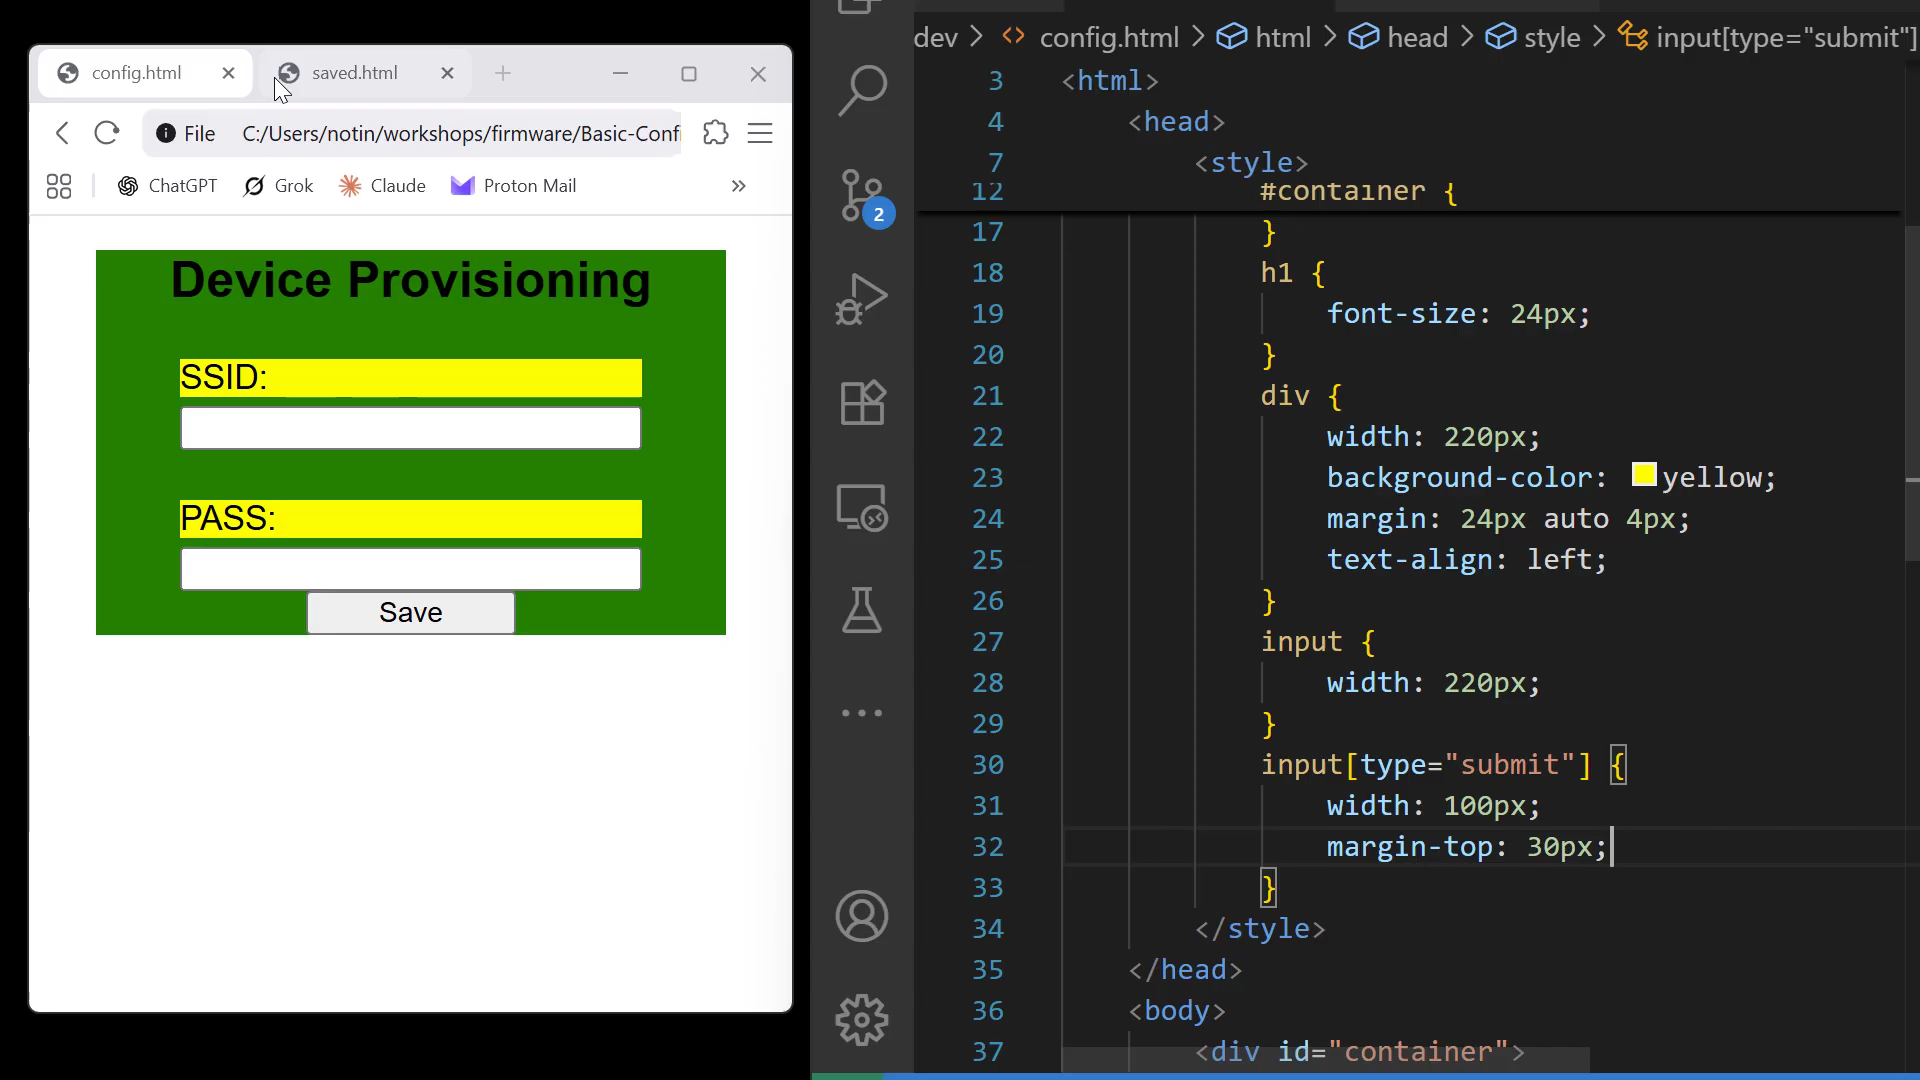 config.html
saved.html
File C:/Users/notin/workshops/firmware/Basic-Confi
ChatGPT Grok Claude Proton Mail »
Device Provisioning
SSID:
PASS:
Save
2
dev > config.html > html > head > style > input[type="submit"]
3 <html>
4 <head>
7 <style>
12 #container {
17 }
18 h1 {
19 font-size: 24px;
20 }
21 div {
22 width: 220px;
23 background-color: yellow;
24 margin: 24px auto 4px;
25 text-align: left;
26 }
27 input {
28 width: 220px;
29 }
30 input[type="submit"] {
31 width: 100px;
32 margin-top: 30px;
33 }
34 </style>
35 </head>
36 <body>
37 <div id="container">